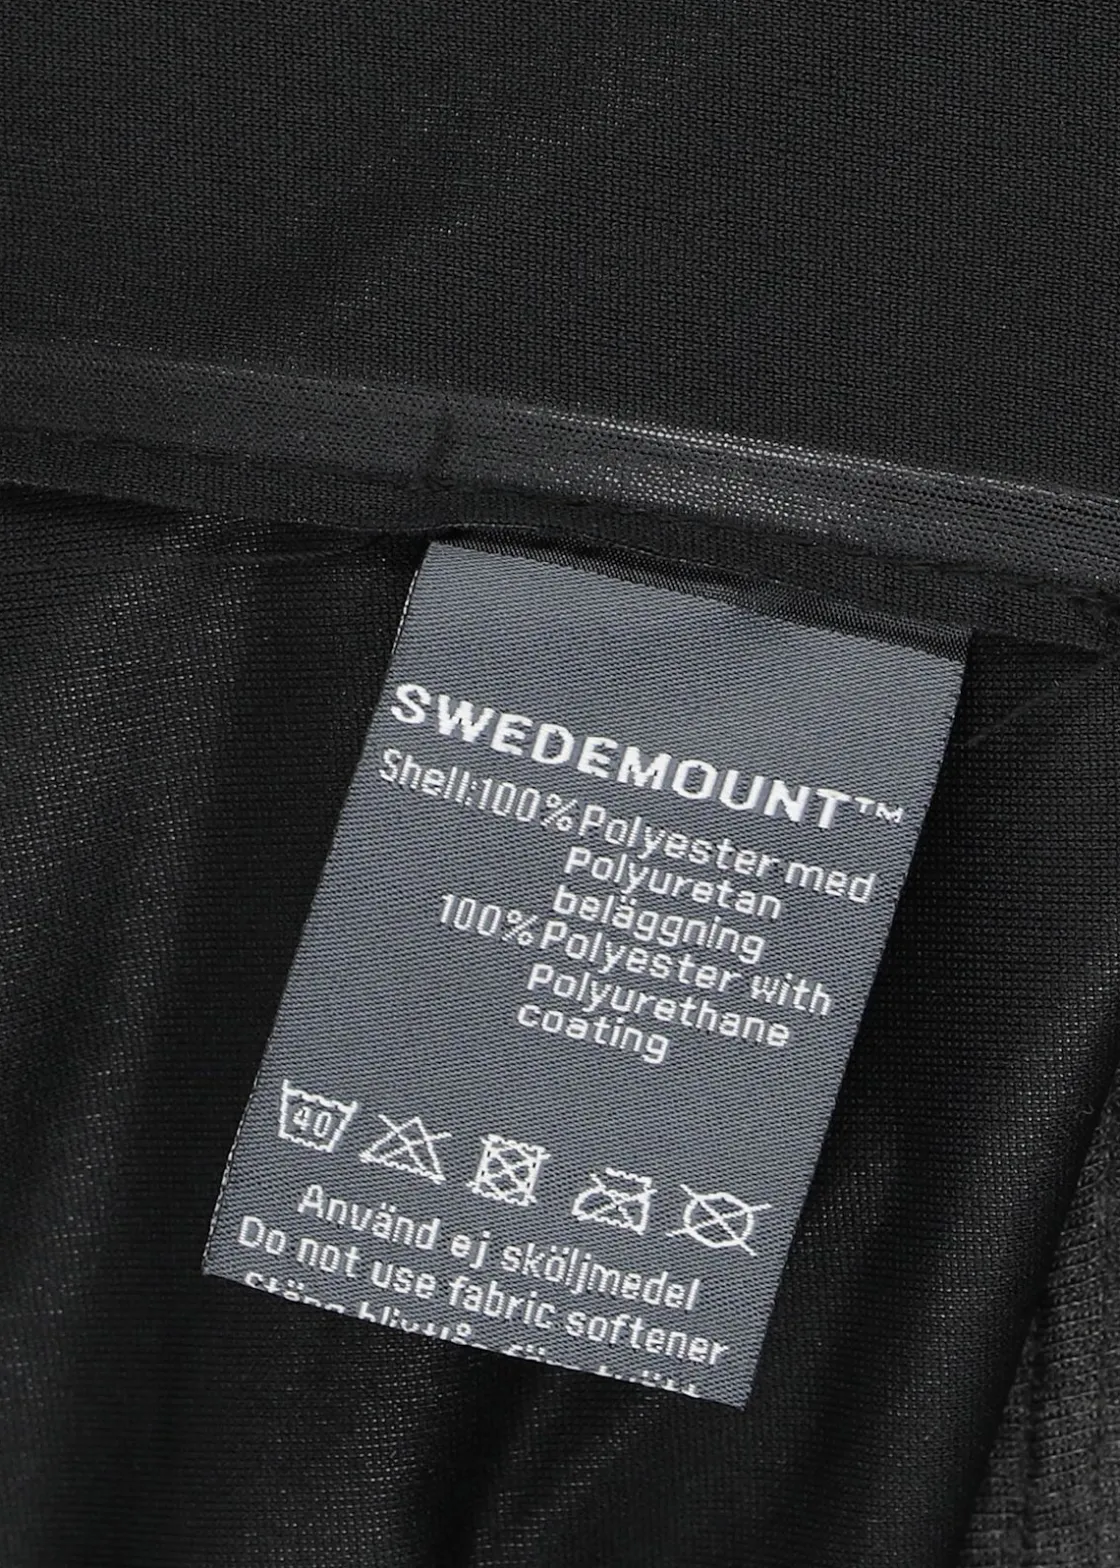 SWEDEMOUNT™
Shell:100%Polyester med
Polyuretan
beläggning
100%Polyester with
Polyurethane
coating
40
Använd ej sköljmedel
Do not use fabric softener